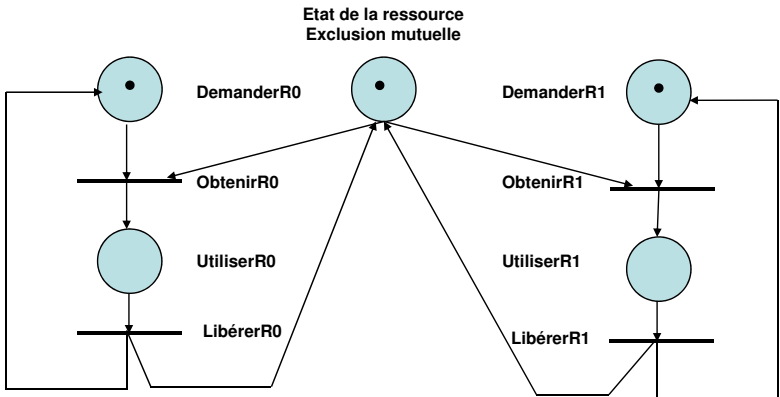 Etat de la ressource
Exclusion mutuelle
DemanderR0
DemanderR1
ObtenirR0
ObtenirR1
UtiliserR0
UtiliserR1
LibérerR0
LibérerR1